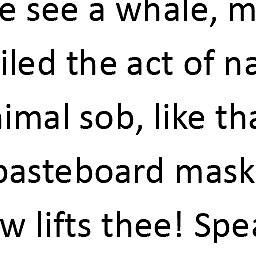 e see a whale, m
iled the act of na
nimal sob, like tha
pasteboard mask
w lifts thee! Spea